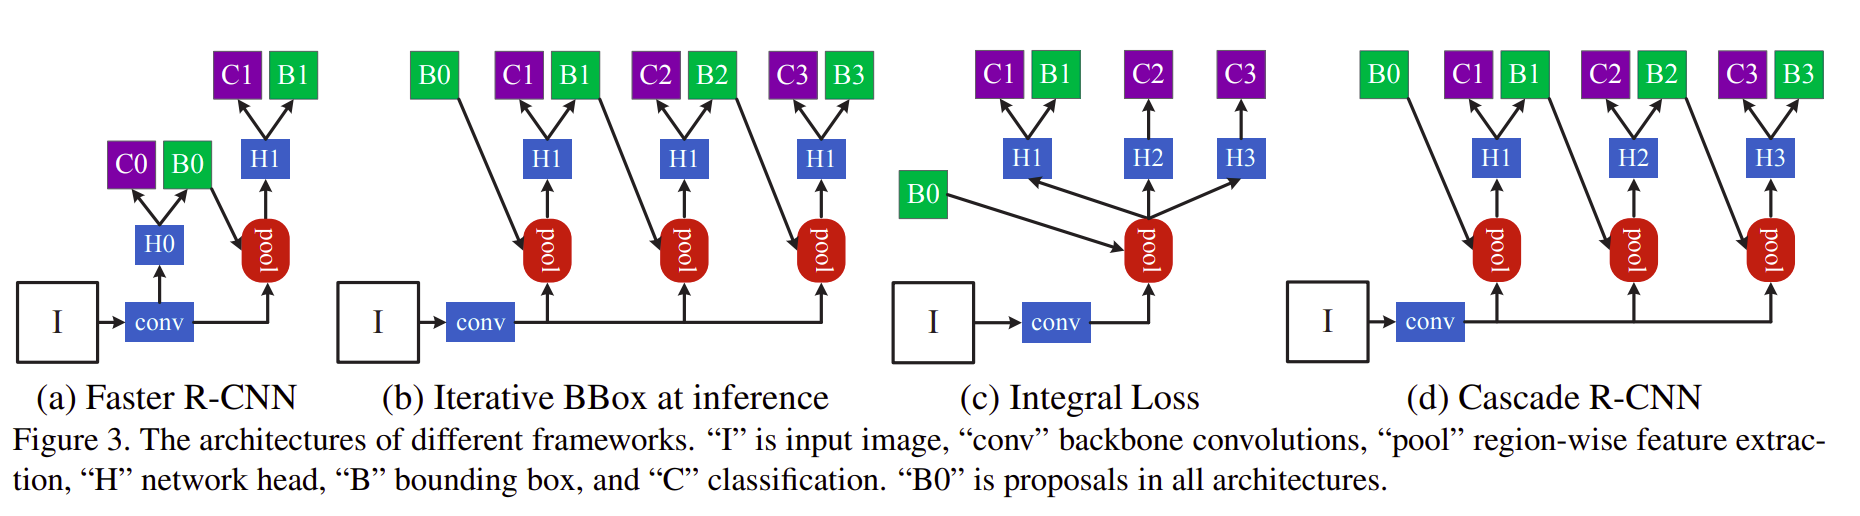 C1 B1 B0 C1 B1 C2 B2 C3 B3 C1 B1 C2 C3 B0 C1 B1 C2 B2 C3 B3
C0 B0 H1 H1 H1 H1 H1 H2 H3 H1 H2 H3
B0
H0 pool pool pool pool pool pool pool pool
I conv I conv I conv I conv
(a) Faster R-CNN (b) Iterative BBox at inference (c) Integral Loss (d) Cascade R-CNN
Figure 3. The architectures of different frameworks. “I” is input image, “conv” backbone convolutions, “pool” region-wise feature extrac-
tion, “H” network head, “B” bounding box, and “C” classification. “B0” is proposals in all architectures.